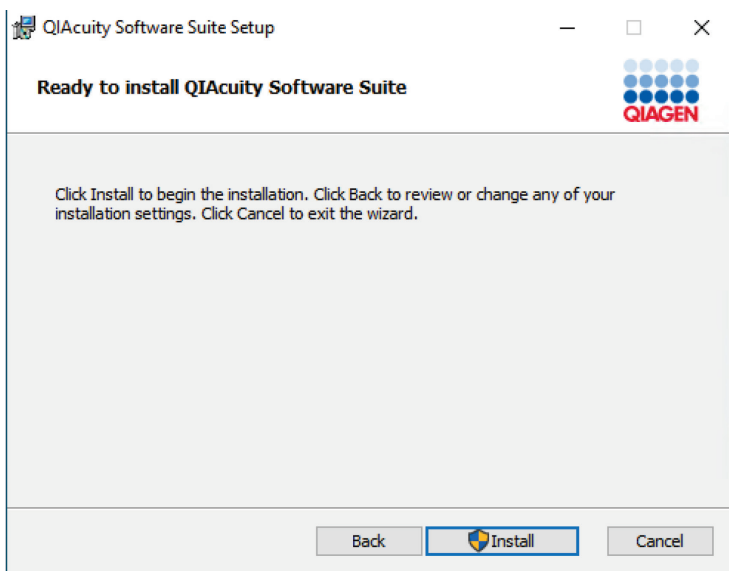 QIAcuity Software Suite Setup
Ready to install QIAcuity Software Suite
QIAGEN
Click Install to begin the installation. Click Back to review or change any of your
installation settings. Click Cancel to exit the wizard.
Back Install Cancel